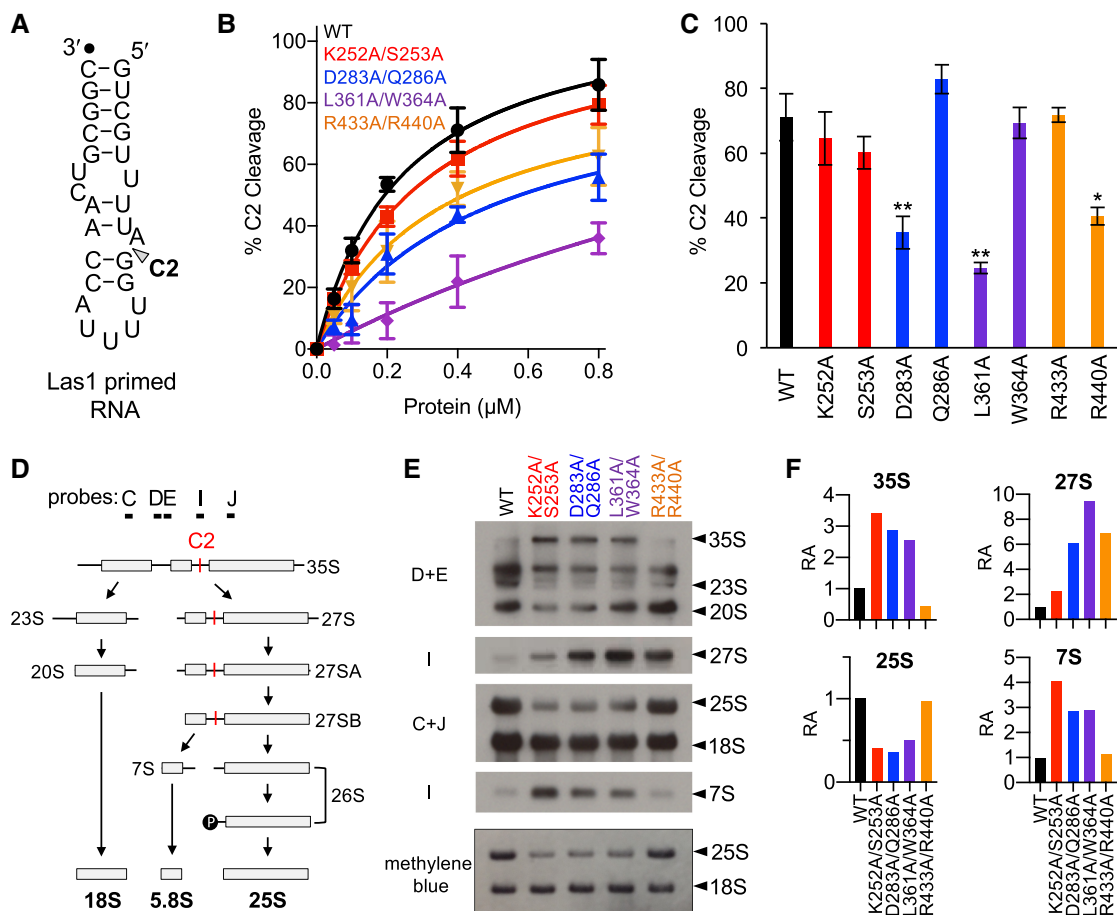 A
3′ 5′
C G
G U
G C
G G
C U
G U
U U
C U
A U
A A
C G
C G
A U
U U
U
C2
Las1 primed
RNA
B
WT
K252A/S253A
D283A/Q286A
L361A/W364A
R433A/R440A
% C2 Cleavage
100
80
60
40
20
0
0.0 0.2 0.4 0.6 0.8
Protein (µM)
C
% C2 Cleavage
80
60
40
20
0
** ** *
WT K252A S253A D283A Q286A L361A W364A R433A R440A
D
probes: C DE I J
C2
35S
23S 27S
20S 27SA
27SB
7S
26S
P
18S 5.8S 25S
E
WT
K252A/
S253A
D283A/
Q286A
L361A/
W364A
R433A/
R440A
D+E
35S
23S
20S
I
27S
C+J
25S
18S
I
7S
methylene
blue
25S
18S
F
35S
RA
4
2
0
27S
RA
10
7.5
5
2.5
0
25S
RA
1
0
7S
RA
5
4
3
2
1
0
WT
K252A/S253A
D283A/Q286A
L361A/W364A
R433A/R440A
WT
K252A/S253A
D283A/Q286A
L361A/W364A
R433A/R440A